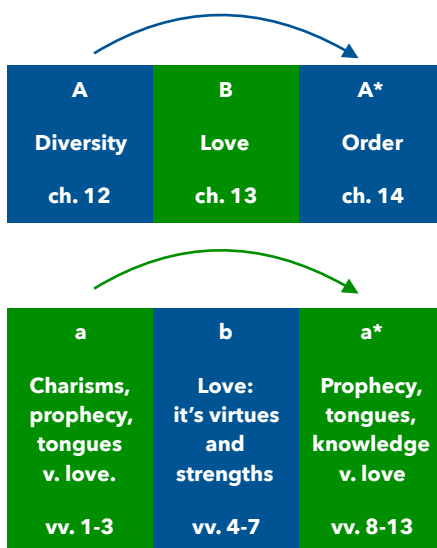 A
Diversity
ch. 12
B
Love
ch. 13
A*
Order
ch. 14
a
Charisms,
prophecy,
tongues
v. love.
vv. 1-3
b
Love:
it's virtues
and
strengths
vv. 4-7
a*
Prophecy,
tongues,
knowledge
v. love
vv. 8-13